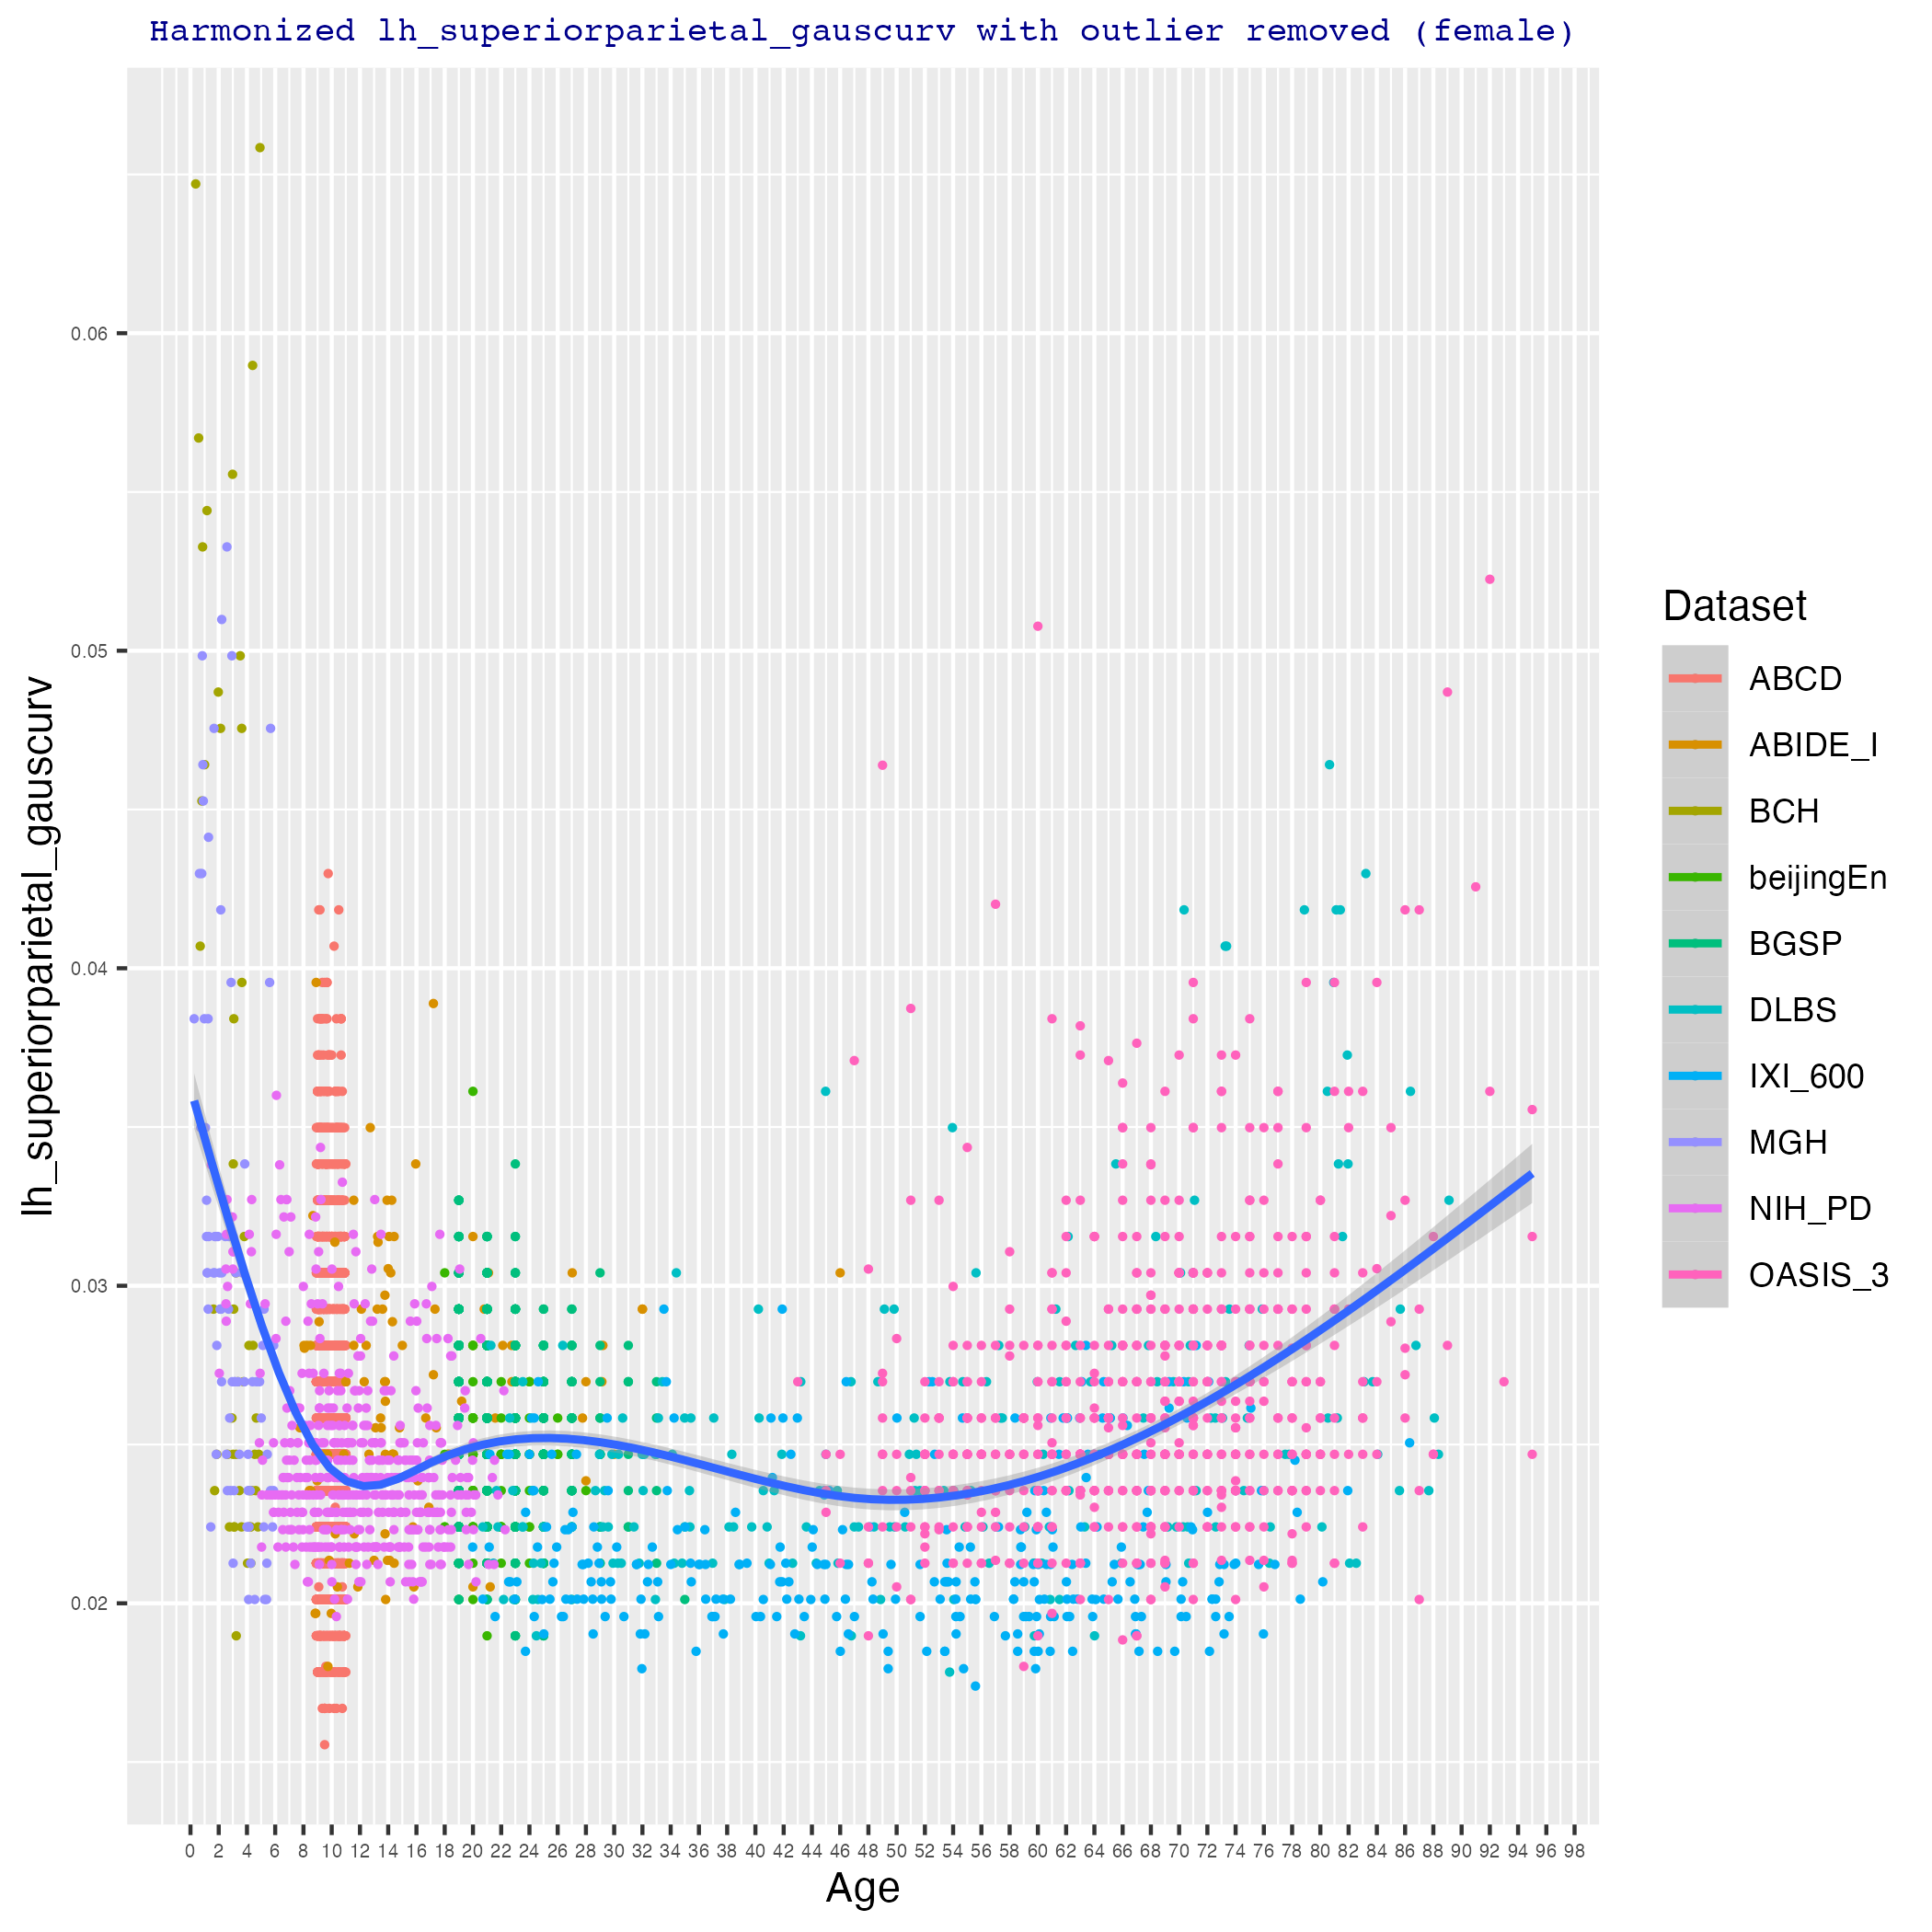 Harmonized lh_superiorparietal_gauscurv with outlier removed (female)
lh_superiorparietal_gauscurv
0.06
0.05
0.04
0.03
0.02
0 2 4 6 8 10 12 14 16 18 20 22 24 26 28 30 32 34 36 38 40 42 44 46 48 50 52 54 56 58 60 62 64 66 68 70 72 74 76 78 80 82 84 86 88 90 92 94 96 98
Age
Dataset
ABCD
ABIDE_I
BCH
beijingEn
BGSP
DLBS
IXI_600
MGH
NIH_PD
OASIS_3